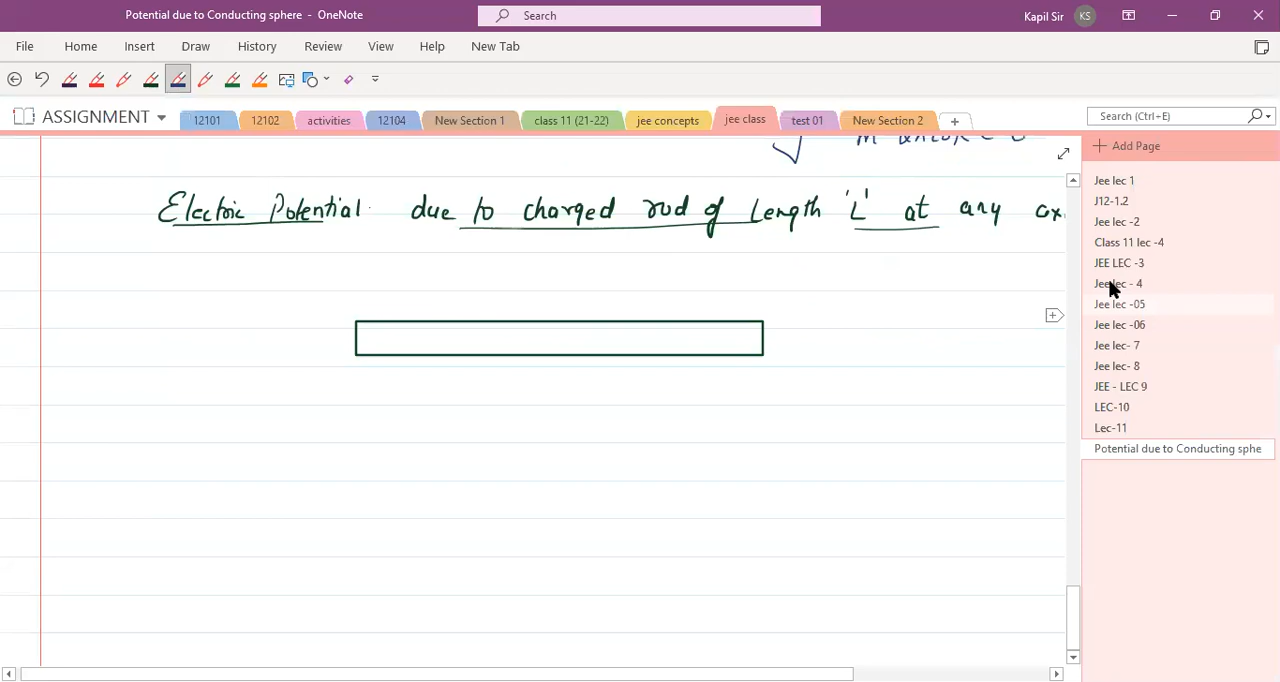 Potential due to Conducting sphere - OneNote
Search
Kapil Sir KS
File Home Insert Draw History Review View Help New Tab
ASSIGNMENT
12101 12102 activities 12104 New Section 1 class 11 (21-22) jee concepts jee class test 01 New Section 2 +
Search (Ctrl+E)
Add Page
Electric Potential due to charged rod of Length 'L' at any
Jee lec 1
J12-1.2
Jee lec -2
Class 11 lec -4
JEE LEC -3
Jee lec - 4
Jee lec -05
Jee lec -06
Jee lec- 7
Jee lec- 8
JEE - LEC 9
LEC-10
Lec-11
Potential due to Conducting sphe